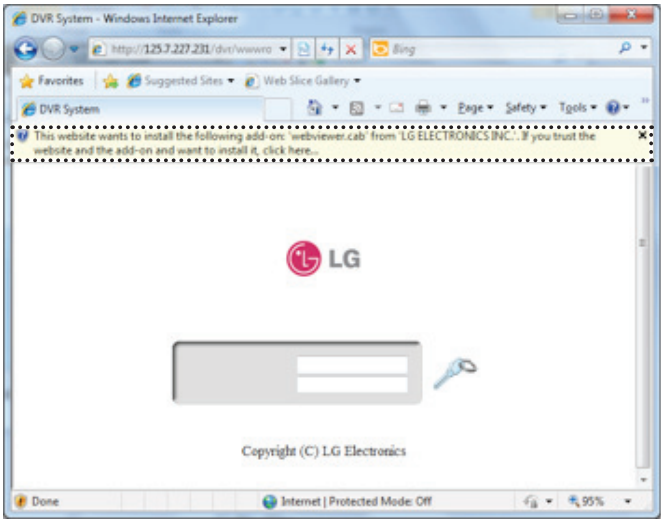 DVR System - Windows Internet Explorer
http://125.7.227.231/dvr/wwwro
Bing
Favorites Suggested Sites Web Slice Gallery
DVR System Page Safety Tools
This website wants to install the following add-on: 'webviewer.cab' from 'LG ELECTRONICS INC.'. If you trust the
website and the add-on and want to install it, click here...
LG
Copyright (C) LG Electronics
Done Internet | Protected Mode: Off 95%